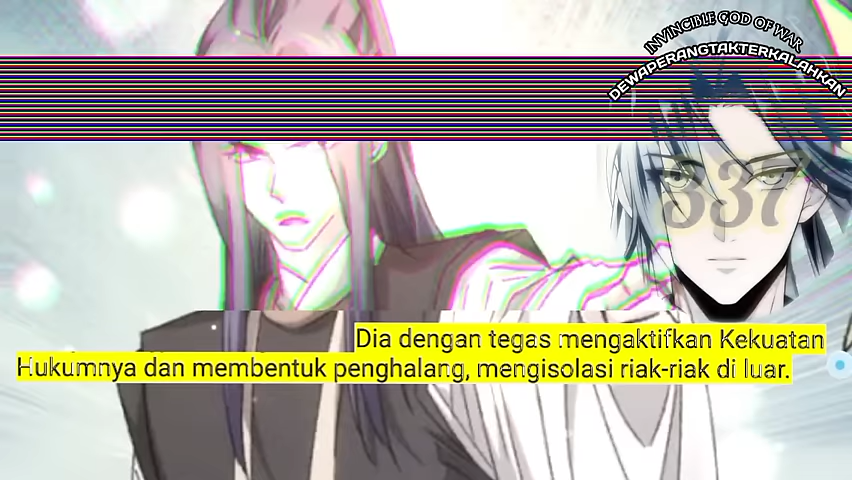 INVINCIBLE GOD OF WAR
DEWAPERANGTAKTERKALAHKAN
337
Dia dengan tegas mengaktifkan Kekuatan
Hukumnya dan membentuk penghalang, mengisolasi riak-riak di luar.